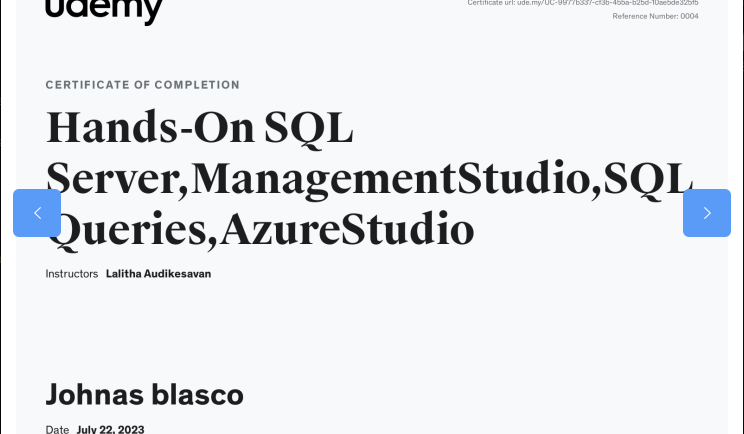 udemy
Certificate url: ude.my/UC-9977b337-cf3b-455a-b25d-10ae5de325f5
Reference Number: 0004
CERTIFICATE OF COMPLETION
Hands-On SQL
Server,ManagementStudio,SQL
Queries,AzureStudio
Instructors Lalitha Audikesavan
Johnas blasco
Date July 22, 2023